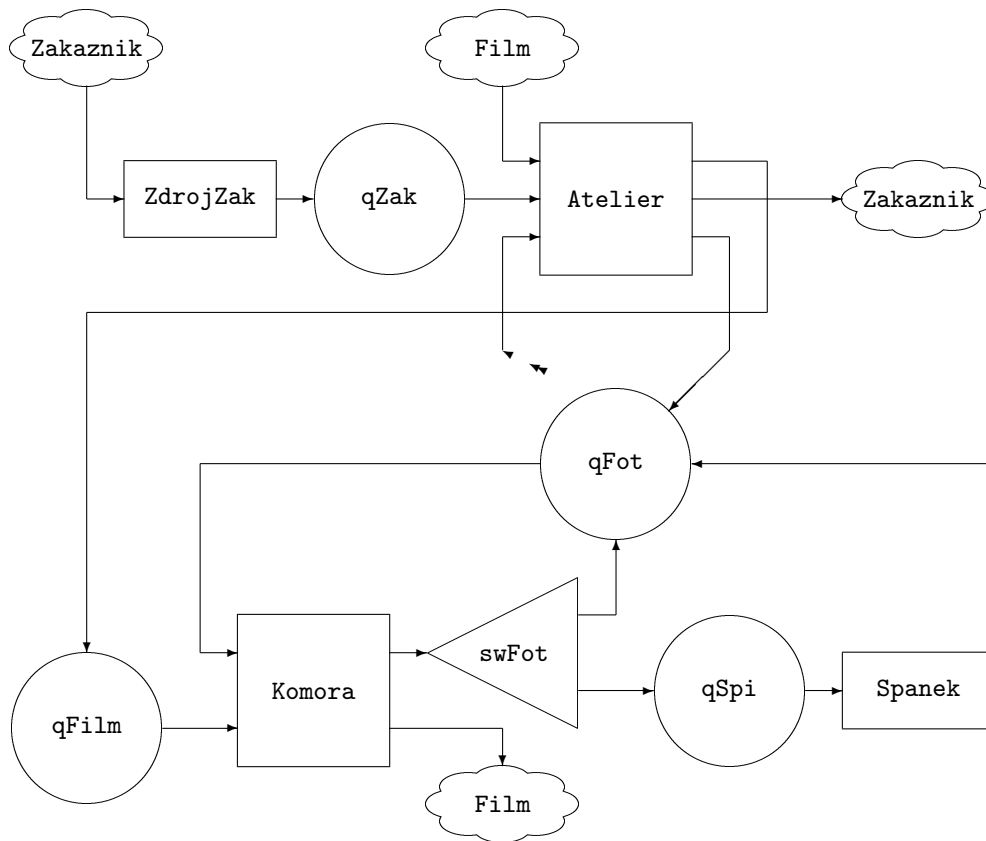 Zakaznik
Film
ZdrojZak
qZak
Atelier
Zakaznik
qFot
swFot
qFilm
Komora
qSpi
Spanek
Film